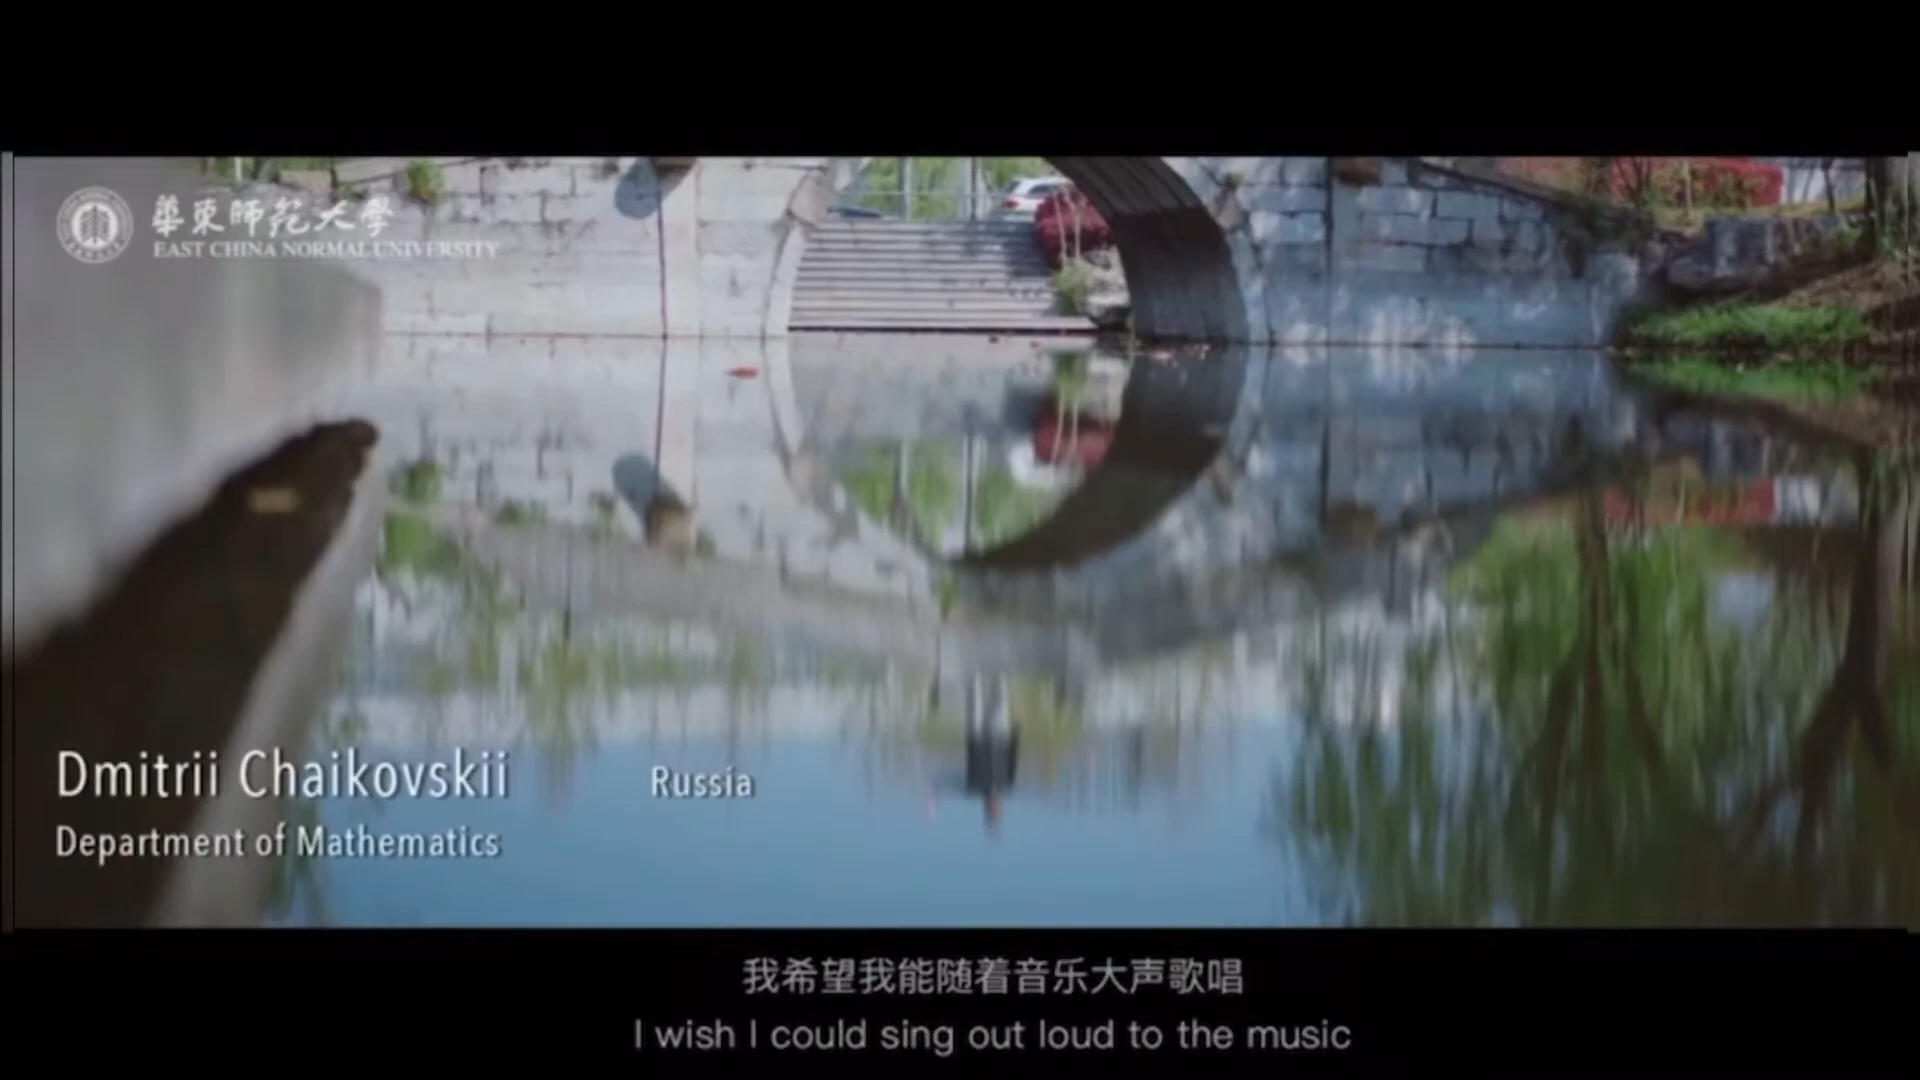 華東師範大學
EAST CHINA NORMAL UNIVERSITY
Dmitrii Chaikovskii
Russia
Department of Mathematics
我希望我能随着音乐大声歌唱
I wish I could sing out loud to the music